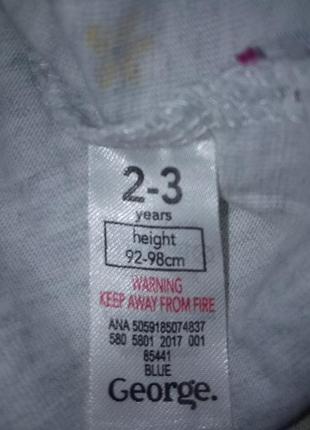 2-3
years
height
92-98cm
WARNING
KEEP AWAY FROM FIRE
ANA 5059185074837
580 5801 2017 001
85441
BLUE
George.